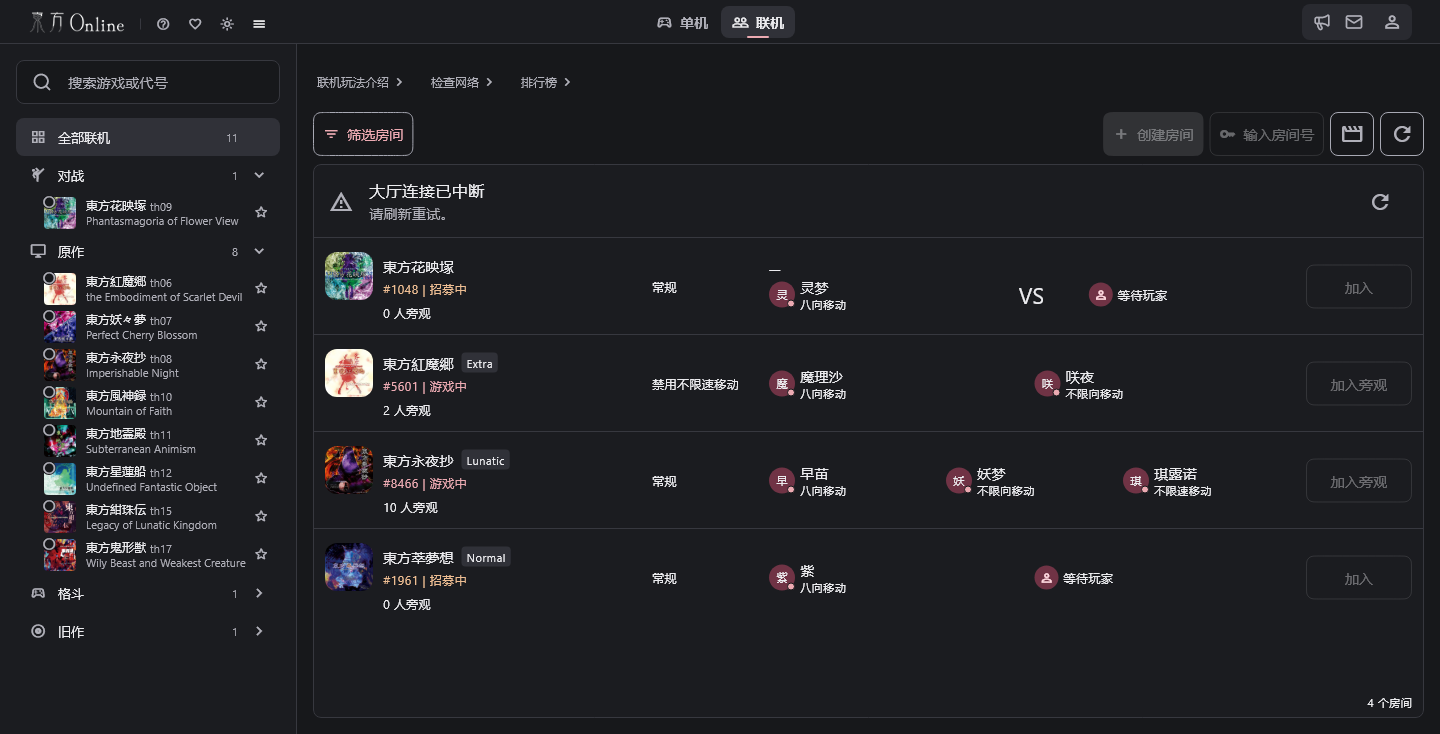 東方Online
单机
联机
搜索游戏或代号
全部联机 11
对战 1
東方花映塚 th09
Phantasmagoria of Flower View
原作 8
東方紅魔郷 th06
the Embodiment of Scarlet Devil
東方妖々夢 th07
Perfect Cherry Blossom
東方永夜抄 th08
Imperishable Night
東方風神録 th10
Mountain of Faith
東方地霊殿 th11
Subterranean Animism
東方星蓮船 th12
Undefined Fantastic Object
東方紺珠伝 th15
Legacy of Lunatic Kingdom
東方鬼形獣 th17
Wily Beast and Weakest Creature
格斗 1
旧作 1
联机玩法介绍
检查网络
排行榜
筛选房间
创建房间
输入房间号
大厅连接已中断
请刷新重试。
東方花映塚
#1048 | 招募中
0 人旁观
常规
—
灵
灵梦
八向移动
VS
等待玩家
加入
東方紅魔郷 Extra
#5601 | 游戏中
2 人旁观
禁用不限速移动
魔
魔理沙
八向移动
咲
咲夜
不限向移动
加入旁观
東方永夜抄 Lunatic
#8466 | 游戏中
10 人旁观
常规
早
早苗
八向移动
妖
妖梦
不限向移动
琪
琪露诺
不限速移动
加入旁观
東方萃夢想 Normal
#1961 | 招募中
0 人旁观
常规
紫
紫
八向移动
等待玩家
加入
4 个房间